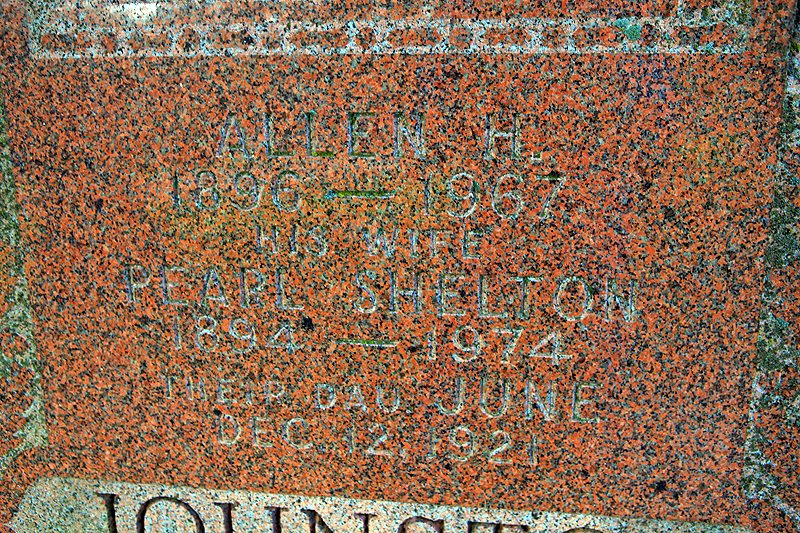 ALLEN H.
1896 — 1967
HIS WIFE
PEARL SHELTON
1894 — 1974
THEIR DAU JUNE
DEC 12, 1921